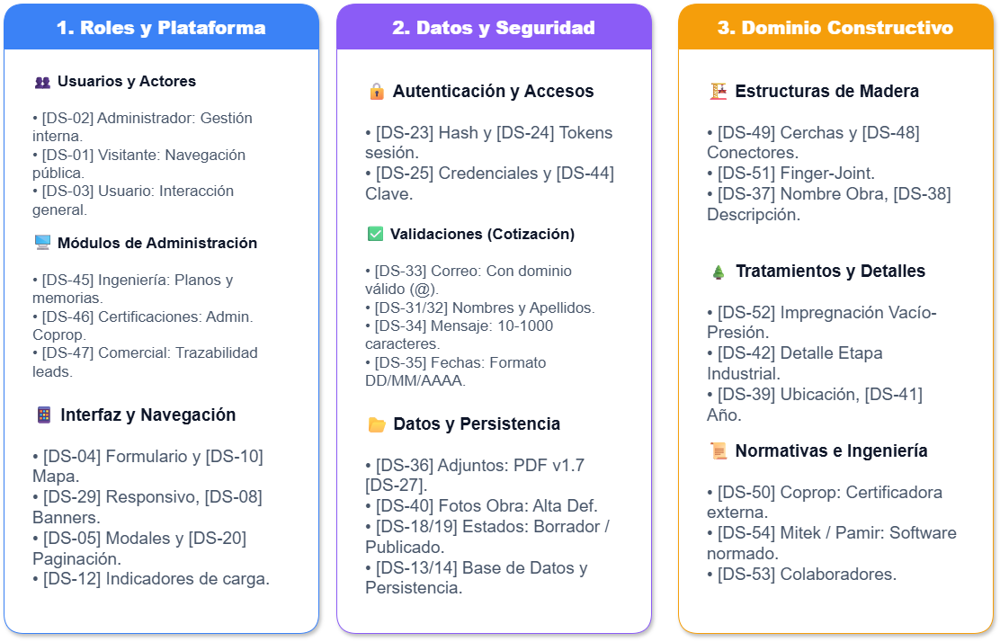 1. Roles y Plataforma
Usuarios y Actores
• [DS-02] Administrador: Gestión
interna.
• [DS-01] Visitante: Navegación
pública.
• [DS-03] Usuario: Interacción
general.
Módulos de Administración
• [DS-45] Ingeniería: Planos y
memorias.
• [DS-46] Certificaciones: Admin.
Coprop.
• [DS-47] Comercial: Trazabilidad
leads.
Interfaz y Navegación
• [DS-04] Formulario y [DS-10]
Mapa.
• [DS-29] Responsivo, [DS-08]
Banners.
• [DS-05] Modales y [DS-20]
Paginación.
• [DS-12] Indicadores de carga.
2. Datos y Seguridad
Autenticación y Accesos
• [DS-23] Hash y [DS-24] Tokens
sesión.
• [DS-25] Credenciales y [DS-44]
Clave.
Validaciones (Cotización)
• [DS-33] Correo: Con dominio
válido (@).
• [DS-31/32] Nombres y Apellidos.
• [DS-34] Mensaje: 10-1000
caracteres.
• [DS-35] Fechas: Formato
DD/MM/AAAA.
Datos y Persistencia
• [DS-36] Adjuntos: PDF v1.7
[DS-27].
• [DS-40] Fotos Obra: Alta Def.
• [DS-18/19] Estados: Borrador /
Publicado.
• [DS-13/14] Base de Datos y
Persistencia.
3. Dominio Constructivo
Estructuras de Madera
• [DS-49] Cerchas y [DS-48]
Conectores.
• [DS-51] Finger-Joint.
• [DS-37] Nombre Obra, [DS-38]
Descripción.
Tratamientos y Detalles
• [DS-52] Impregnación Vacío-
Presión.
• [DS-42] Detalle Etapa
Industrial.
• [DS-39] Ubicación, [DS-41]
Año.
Normativas e Ingeniería
• [DS-50] Coprop: Certificadora
externa.
• [DS-54] Mitek / Pamir: Software
normado.
• [DS-53] Colaboradores.